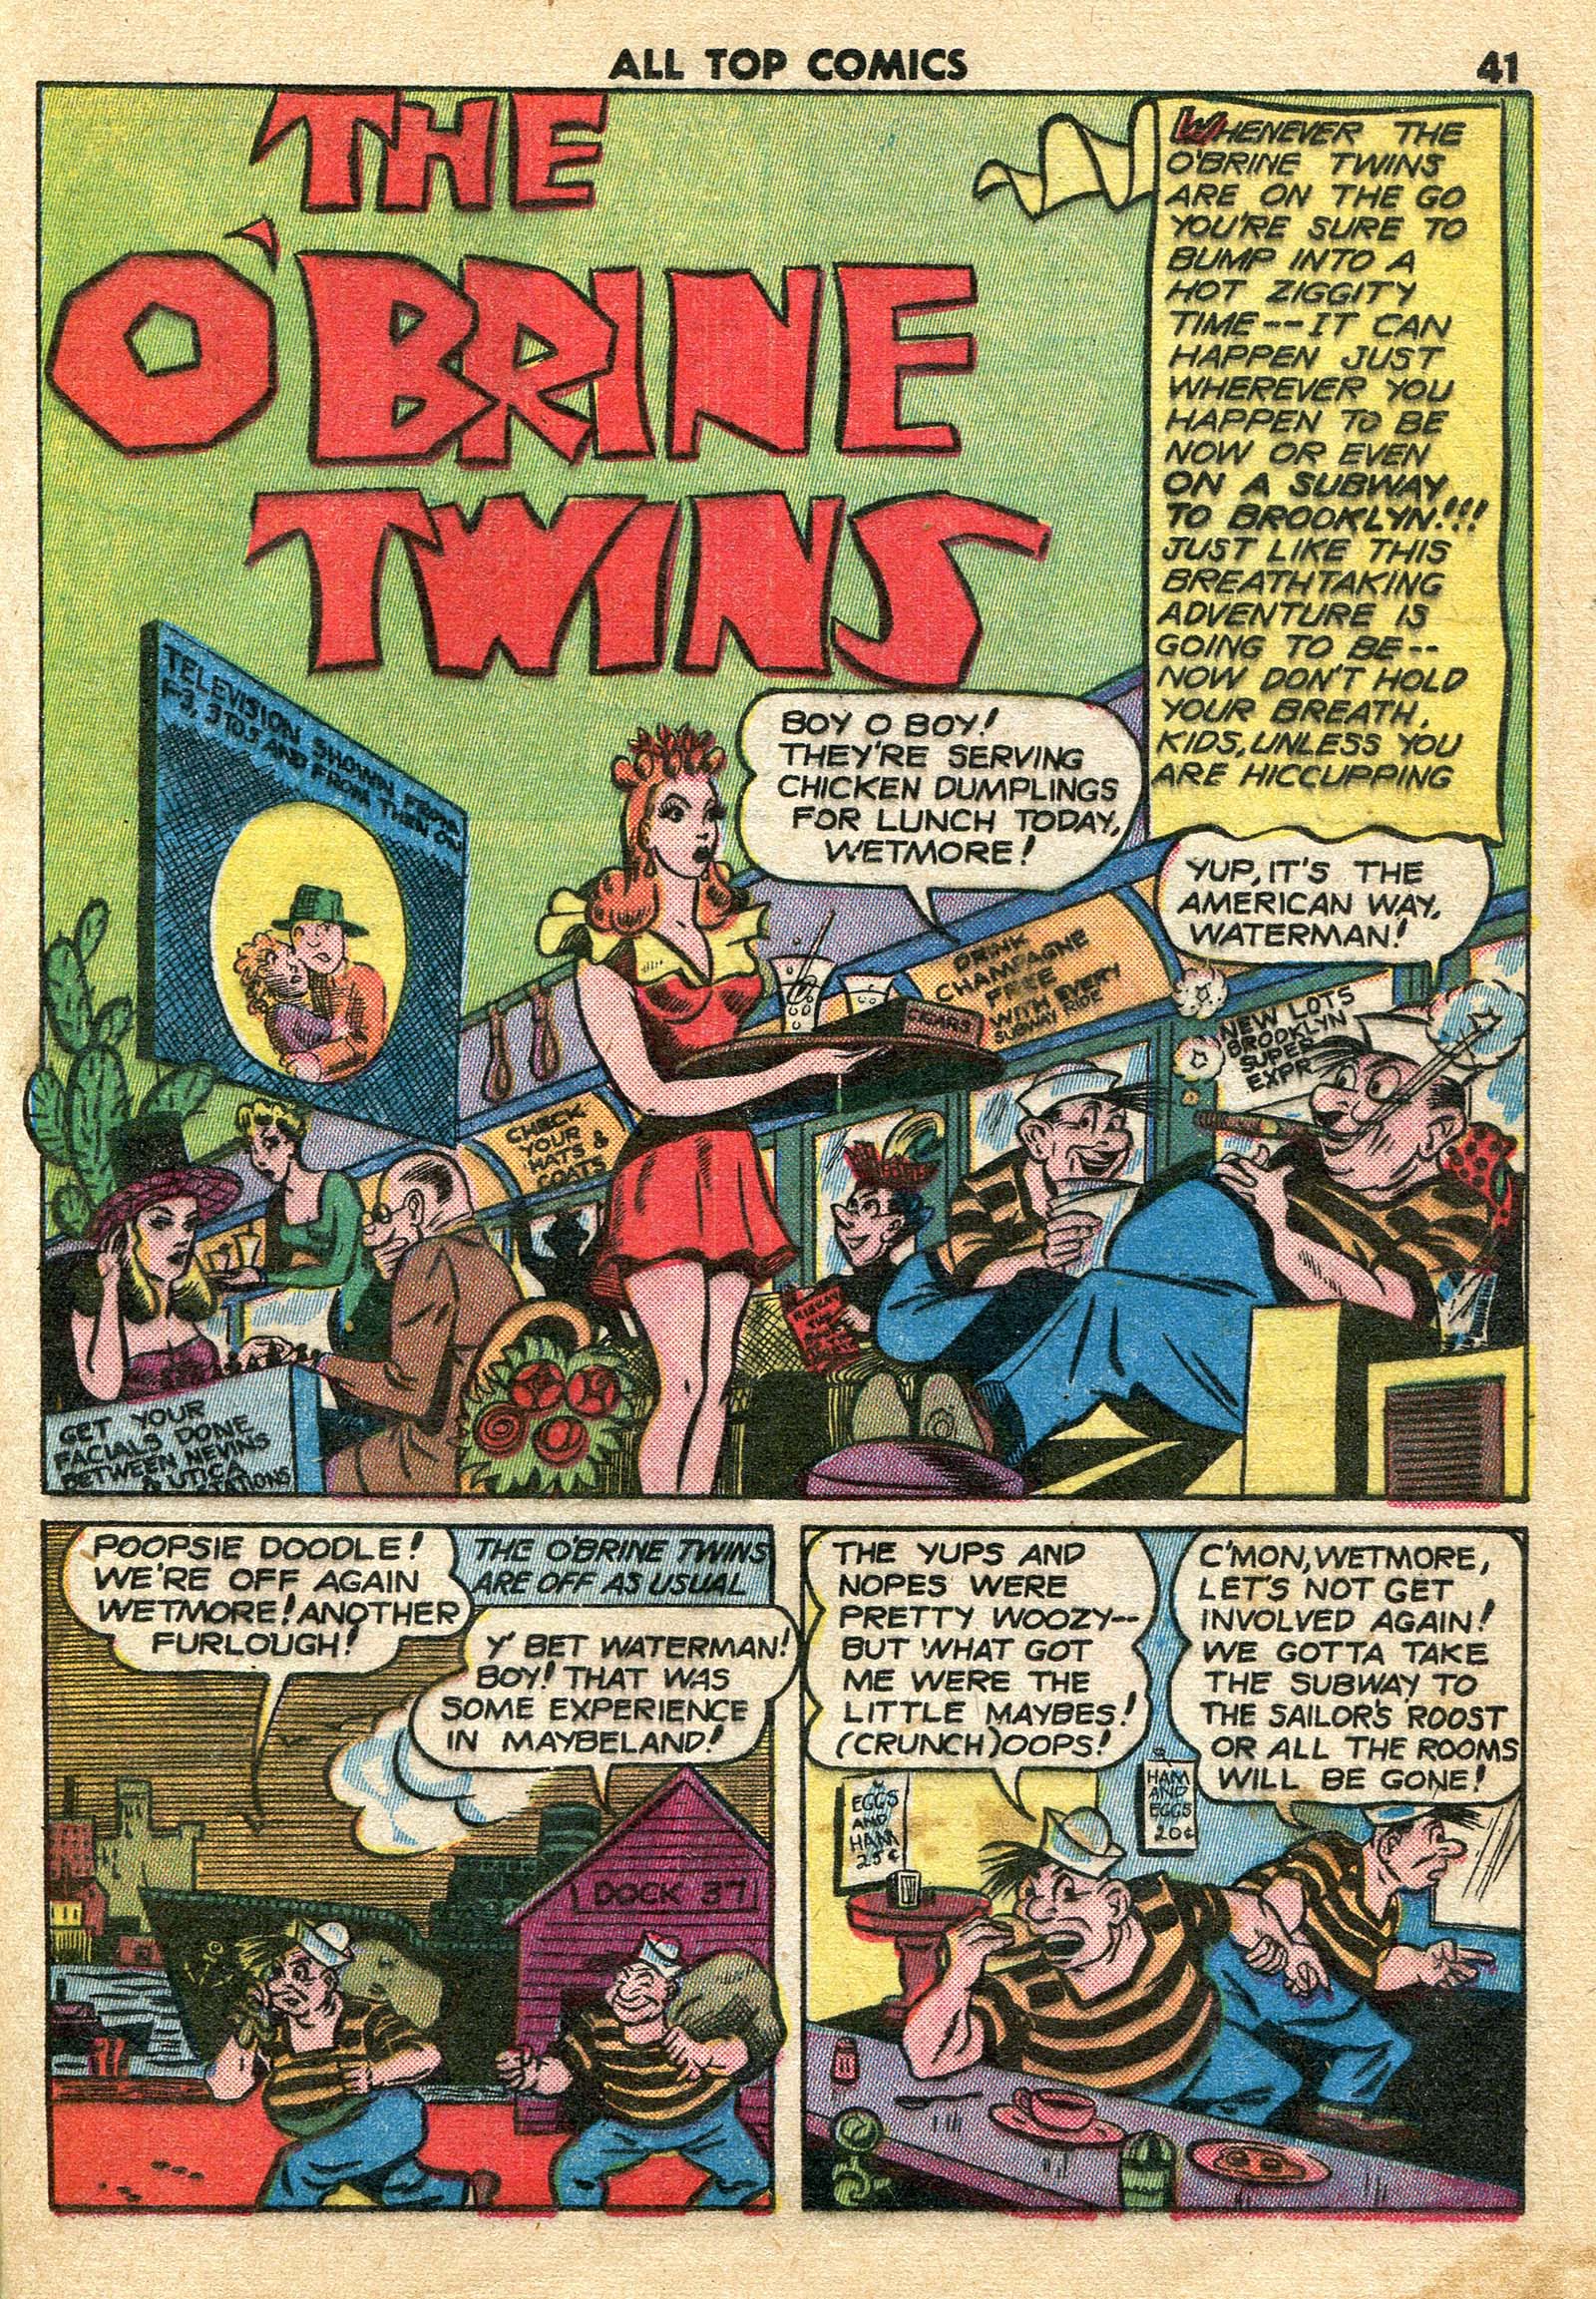 ALL TOP COMICS
41
THE
O'BRINE
TWINS
WHENEVER THE
O'BRINE TWINS
ARE ON THE GO
YOU'RE SURE TO
BUMP INTO A
HOT ZIGGITY
TIME--IT CAN
HAPPEN JUST
WHEREVER YOU
HAPPEN TO BE
NOW OR EVEN
ON A SUBWAY
TO BROOKLYN!!!
JUST LIKE THIS
BREATHTAKING
ADVENTURE IS
GOING TO BE--
NOW DON'T HOLD
YOUR BREATH,
KIDS, UNLESS YOU
ARE HICCUPPING
TELEVISION SHOWN FROM
F-3, 3 TO 5 AND FROM THEN ON
BOY O BOY!
THEY'RE SERVING
CHICKEN DUMPLINGS
FOR LUNCH TODAY,
WETMORE!
YUP, IT'S THE
AMERICAN WAY,
WATERMAN!
DRINK
CHAMPAGNE
FREE
WITH EVERY
SUBWAY RIDE
CIGARS
NEW LOTS
BROOKLYN
SUPER
EXPR
CHECK
YOUR
HATS &
COATS
GET YOUR
FACIALS DONE
BETWEEN NEVINS
& UTICA
STATIONS
POOPSIE DOODLE!
WE'RE OFF AGAIN
WETMORE! ANOTHER
FURLOUGH!
THE O'BRINE TWINS
ARE OFF AS USUAL
Y' BET WATERMAN!
BOY! THAT WAS
SOME EXPERIENCE
IN MAYBELAND!
DOCK 37
THE YUPS AND
NOPES WERE
PRETTY WOOZY--
BUT WHAT GOT
ME WERE THE
LITTLE MAYBES!
(CRUNCH) OOPS!
C'MON, WETMORE,
LET'S NOT GET
INVOLVED AGAIN!
WE GOTTA TAKE
THE SUBWAY TO
THE SAILOR'S ROOST
OR ALL THE ROOMS
WILL BE GONE!
EGGS
AND
HAM
25¢
HAM
AND
EGGS
20¢